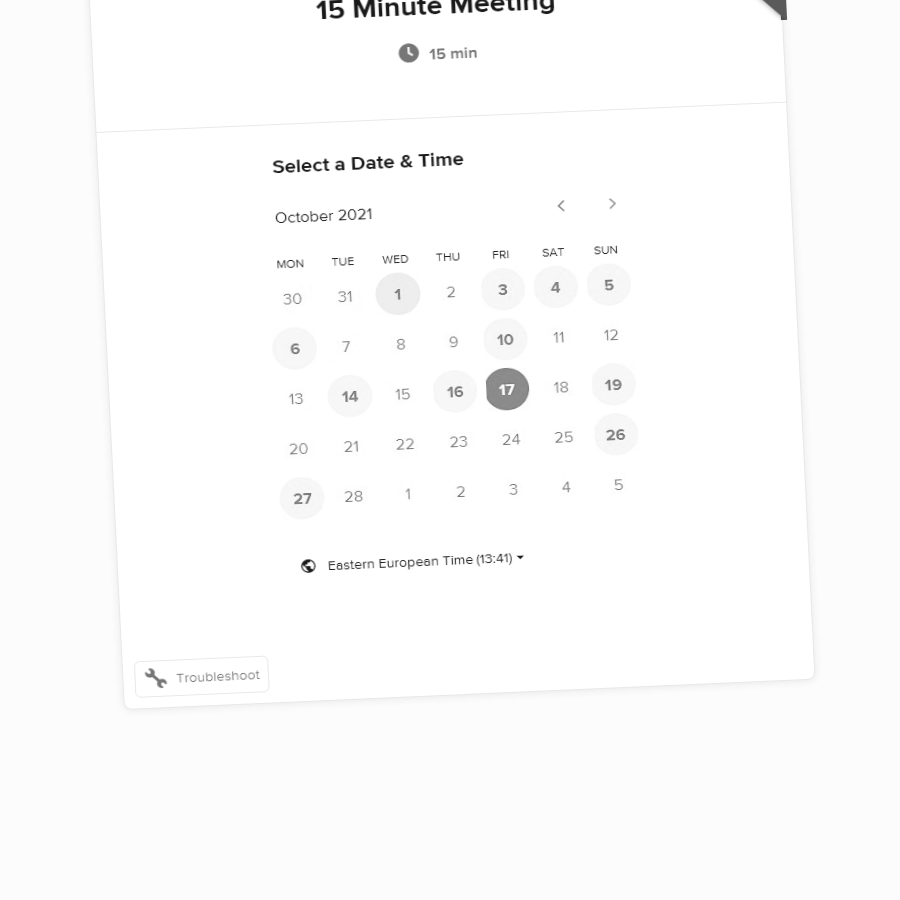 15 Minute Meeting
15 min
Select a Date & Time
October 2021
MON TUE WED THU FRI SAT SUN
30 31 1 2 3 4 5
6 7 8 9 10 11 12
13 14 15 16 17 18 19
20 21 22 23 24 25 26
27 28 1 2 3 4 5
Eastern European Time (13:41)
Troubleshoot